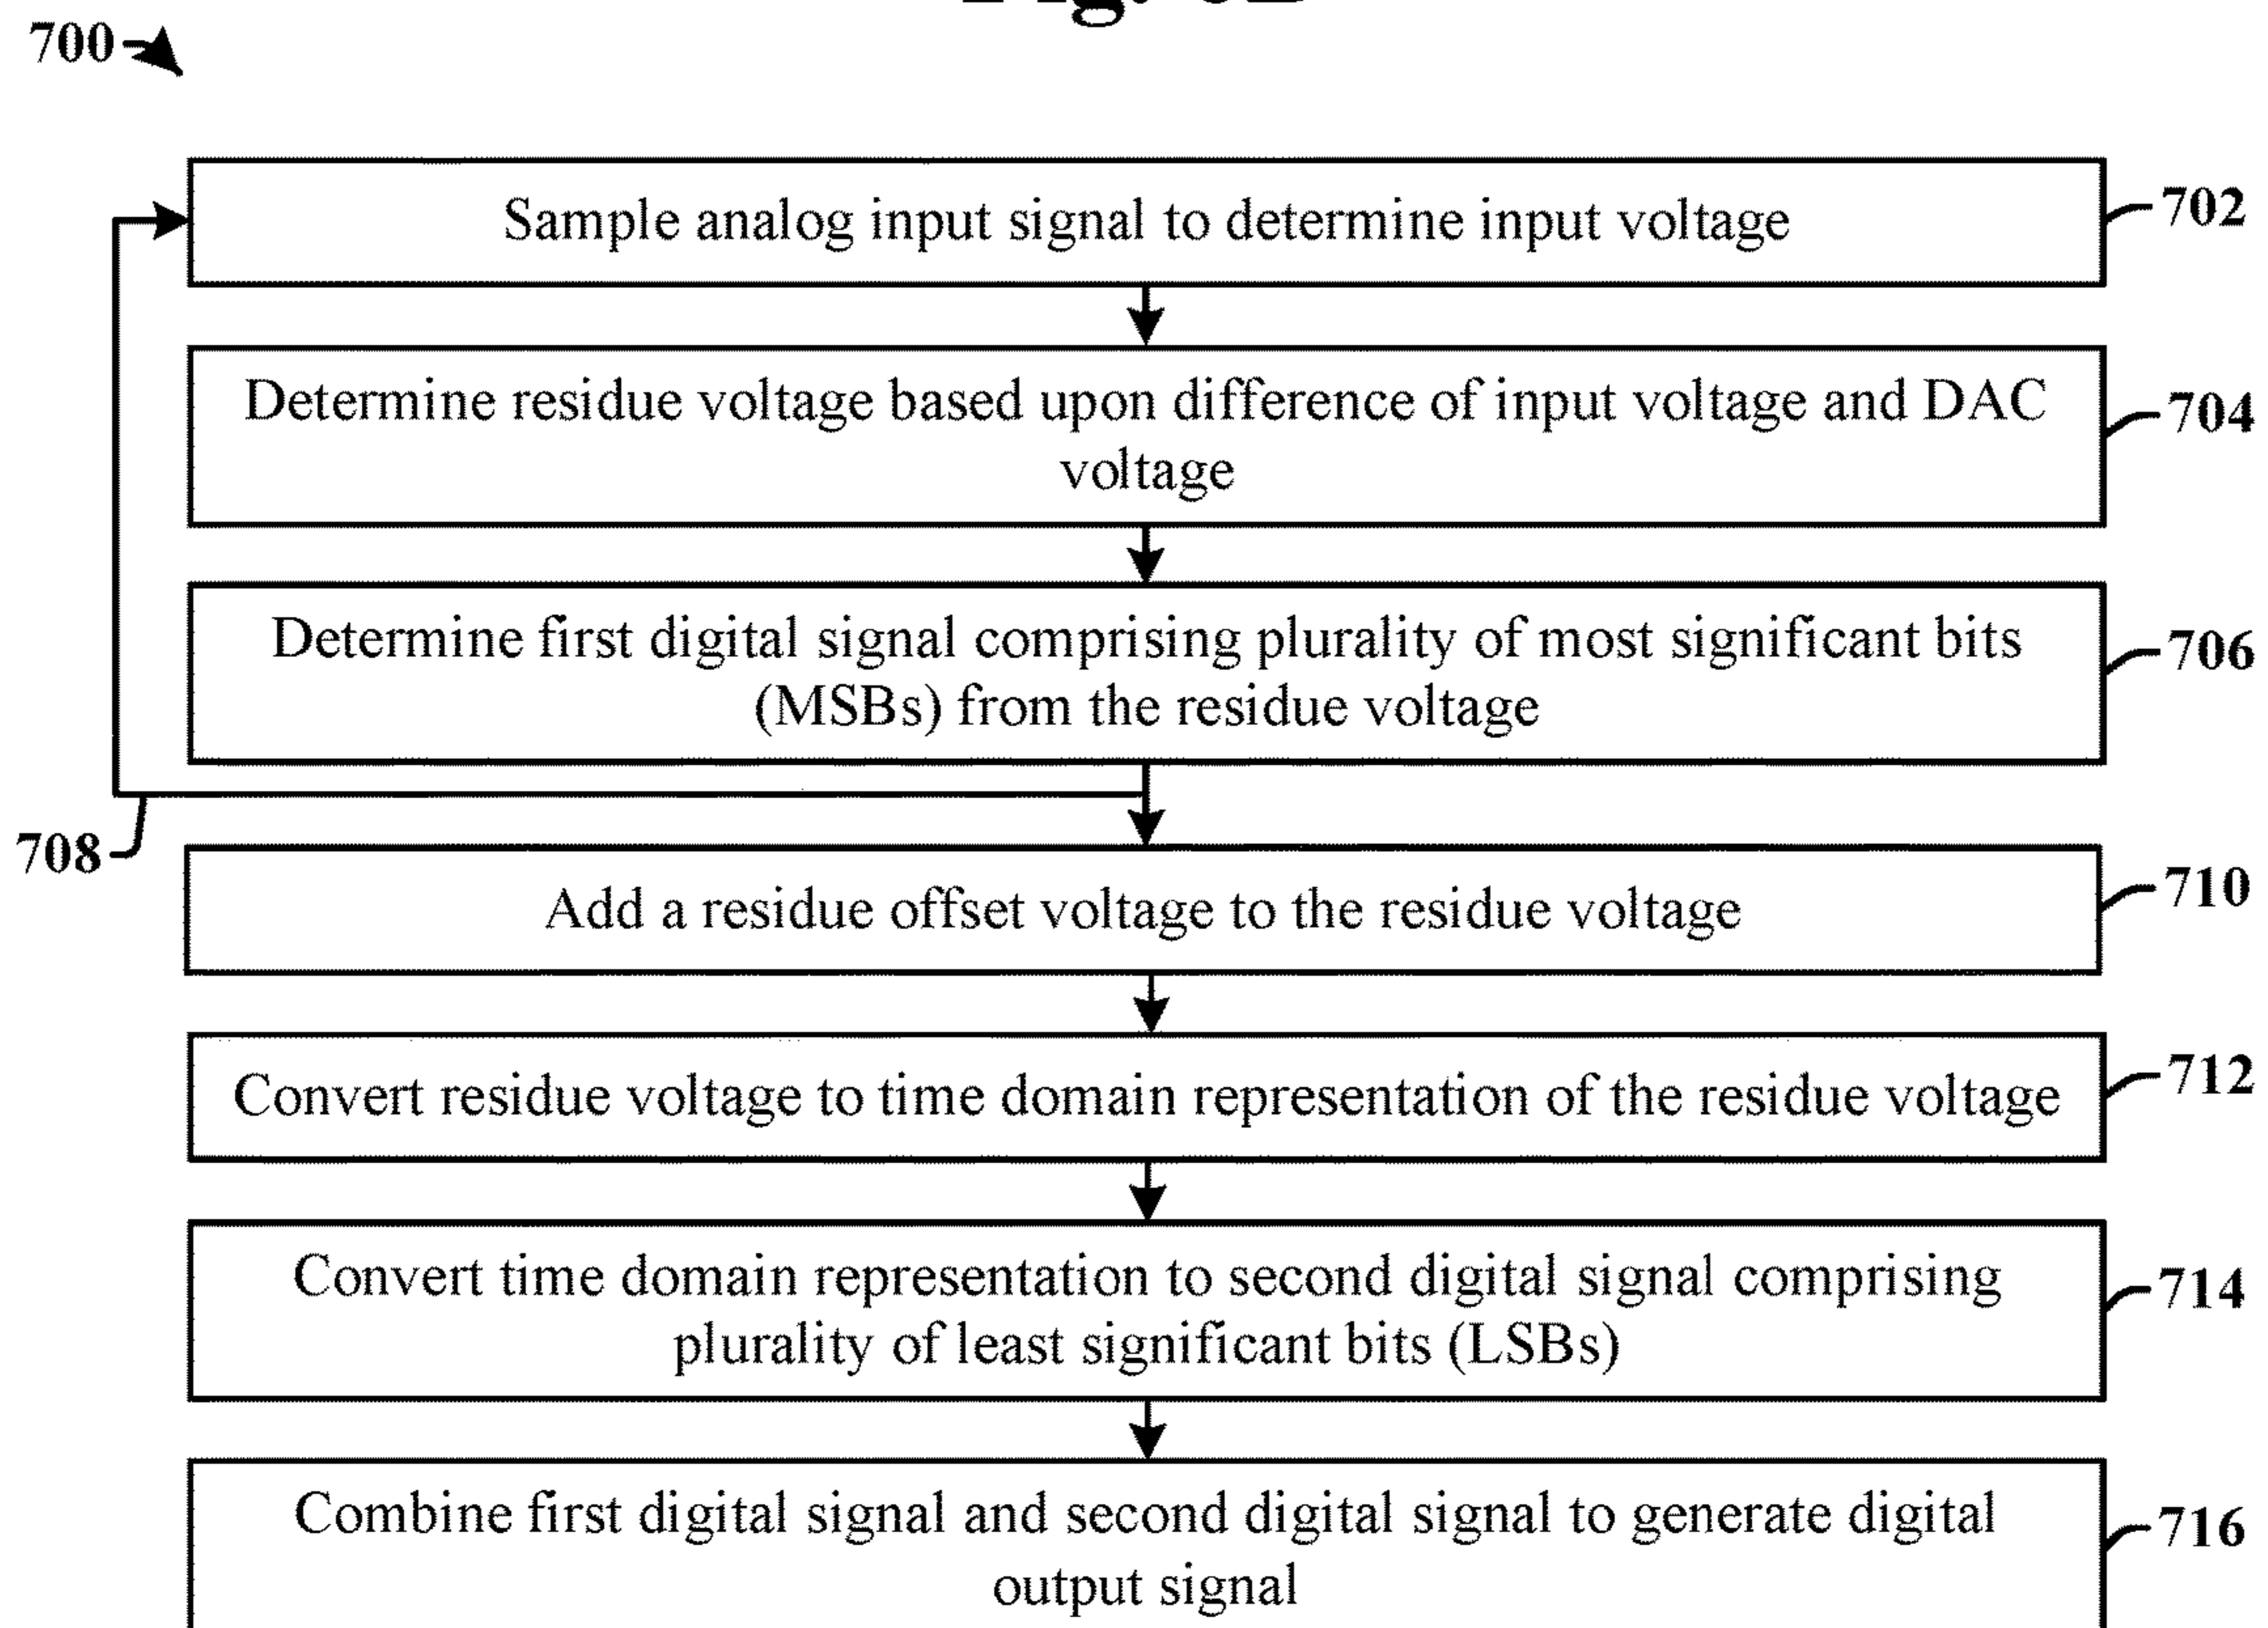 700
Sample analog input signal to determine input voltage
702
Determine residue voltage based upon difference of input voltage and DAC
voltage
704
Determine first digital signal comprising plurality of most significant bits
(MSBs) from the residue voltage
706
708
Add a residue offset voltage to the residue voltage
710
Convert residue voltage to time domain representation of the residue voltage
712
Convert time domain representation to second digital signal comprising
plurality of least significant bits (LSBs)
714
Combine first digital signal and second digital signal to generate digital
output signal
716